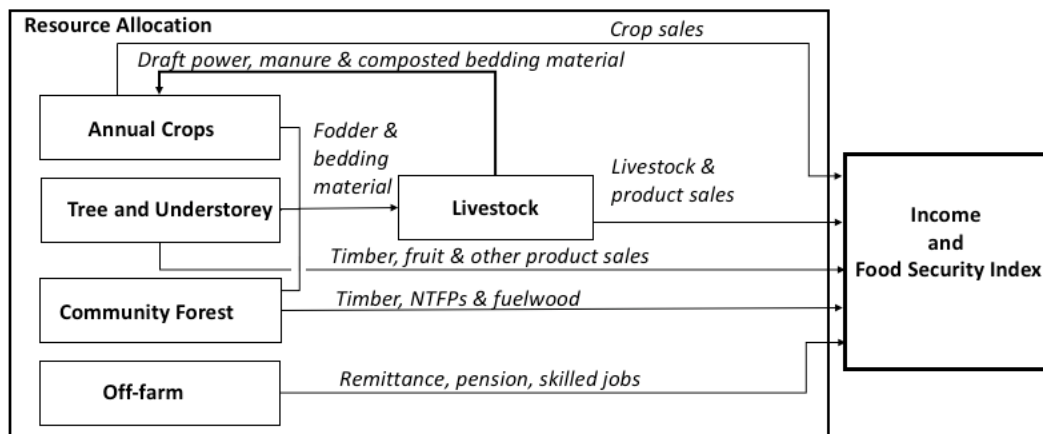 Resource Allocation
Crop sales
Draft power, manure & composted bedding material
Annual Crops
Fodder &
bedding
material
Tree and Understorey
Livestock
Livestock &
product sales
Income
and
Food Security Index
Timber, fruit & other product sales
Community Forest
Timber, NTFPs & fuelwood
Off-farm
Remittance, pension, skilled jobs